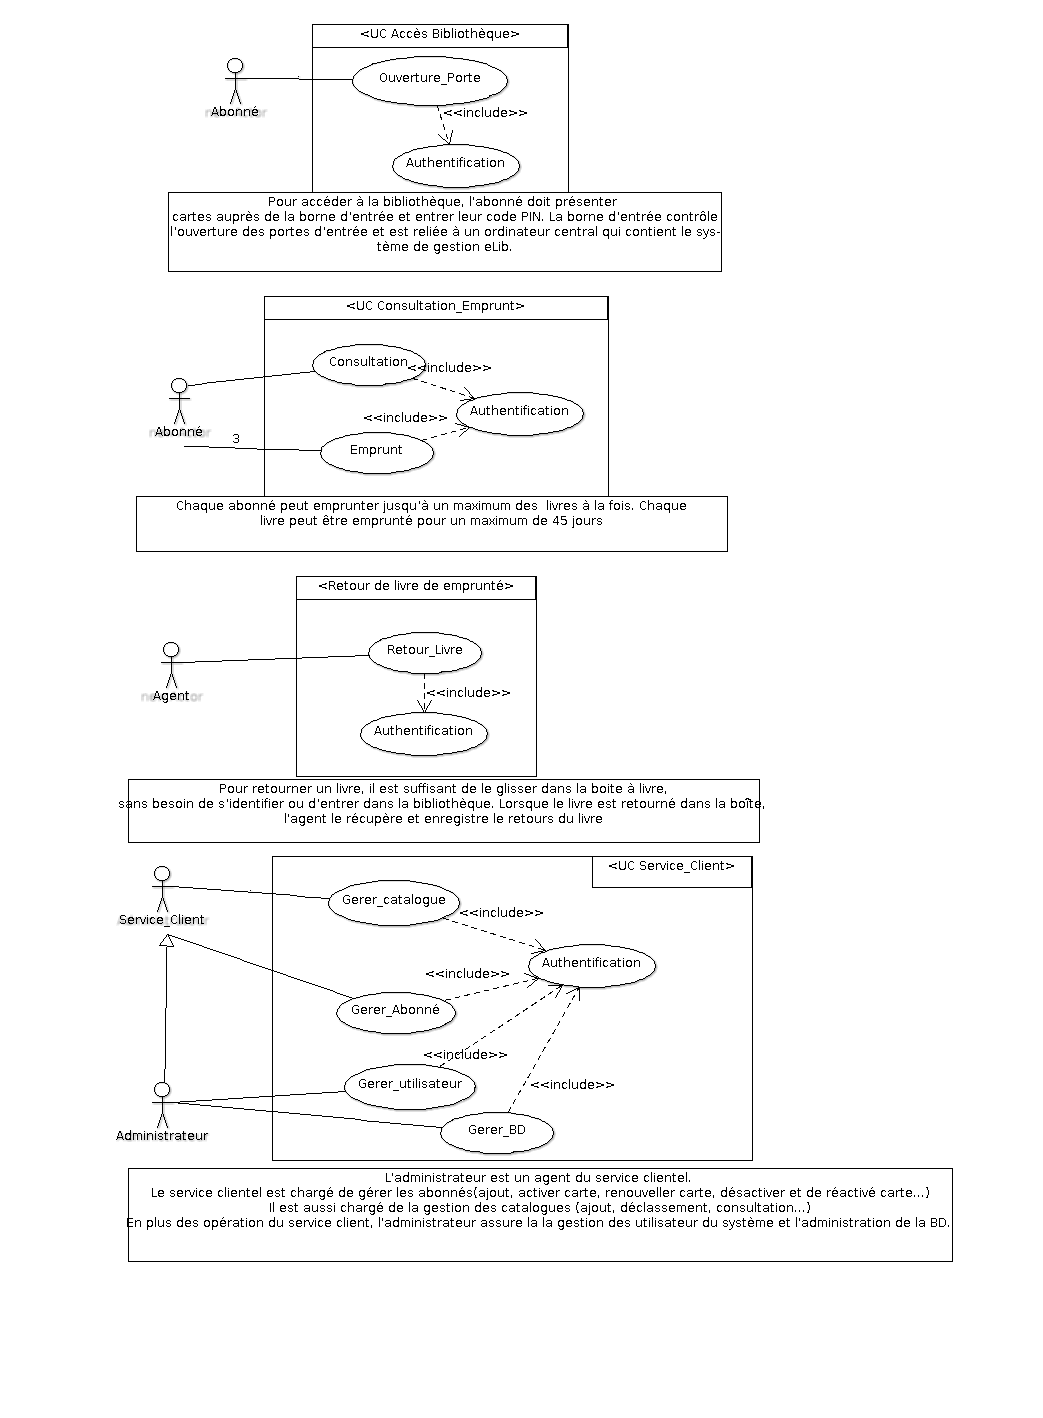 <UC Accès Bibliothèque>
Ouverture_Porte
<<include>>
Abonné
Authentification
Pour accéder à la bibliothèque, l'abonné doit présenter
cartes auprès de la borne d'entrée et entrer leur code PIN. La borne d'entrée contrôle
l'ouverture des portes d'entrée et est reliée à un ordinateur central qui contient le sys-
tème de gestion eLib.
<UC Consultation_Emprunt>
Consultation
<<include>>
Authentification
<<include>>
Abonné
3
Emprunt
Chaque abonné peut emprunter jusqu'à un maximum des  livres à la fois. Chaque
livre peut être emprunté pour un maximum de 45 jours
<Retour de livre de emprunté>
Retour_Livre
Agent
<<include>>
Authentification
Pour retourner un livre, il est suffisant de le glisser dans la boite à livre,
sans besoin de s'identifier ou d'entrer dans la bibliothèque. Lorsque le livre est retourné dans la boîte,
l'agent le récupère et enregistre le retours du livre
<UC Service_Client>
Gerer_catalogue
<<include>>
Service_Client
Authentification
<<include>>
Gerer_Abonné
<<include>>
Gerer_utilisateur
<<include>>
Gerer_BD
Administrateur
L'administrateur est un agent du service clientel.
Le service clientel est chargé de gérer les abonnés(ajout, activer carte, renouveller carte, désactiver et de réactivé carte...)
Il est aussi chargé de la gestion des catalogues (ajout, déclassement, consultation...)
En plus des opération du service client, l'administrateur assure la la gestion des utilisateur du système et l'administration de la BD.